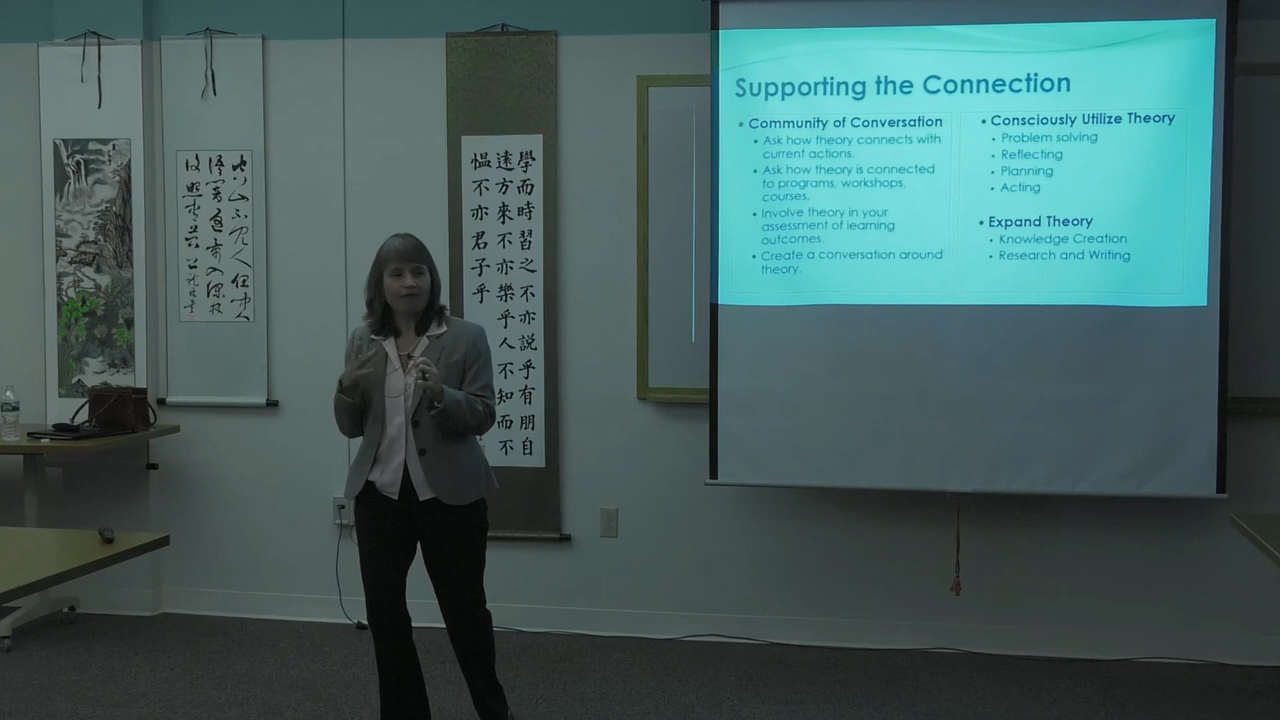 Supporting the Connection
• Community of Conversation
• Ask how theory connects with
current actions.
• Ask how theory is connected
to programs, workshops,
courses.
• Involve theory in your
assessment of learning
outcomes.
• Create a conversation around
theory.
• Consciously Utilize Theory
• Problem solving
• Reflecting
• Planning
• Acting
• Expand Theory
• Knowledge Creation
• Research and Writing
學而時習之不亦説乎有朋自
遠方來不亦樂乎人不知而不
愠不亦君子乎